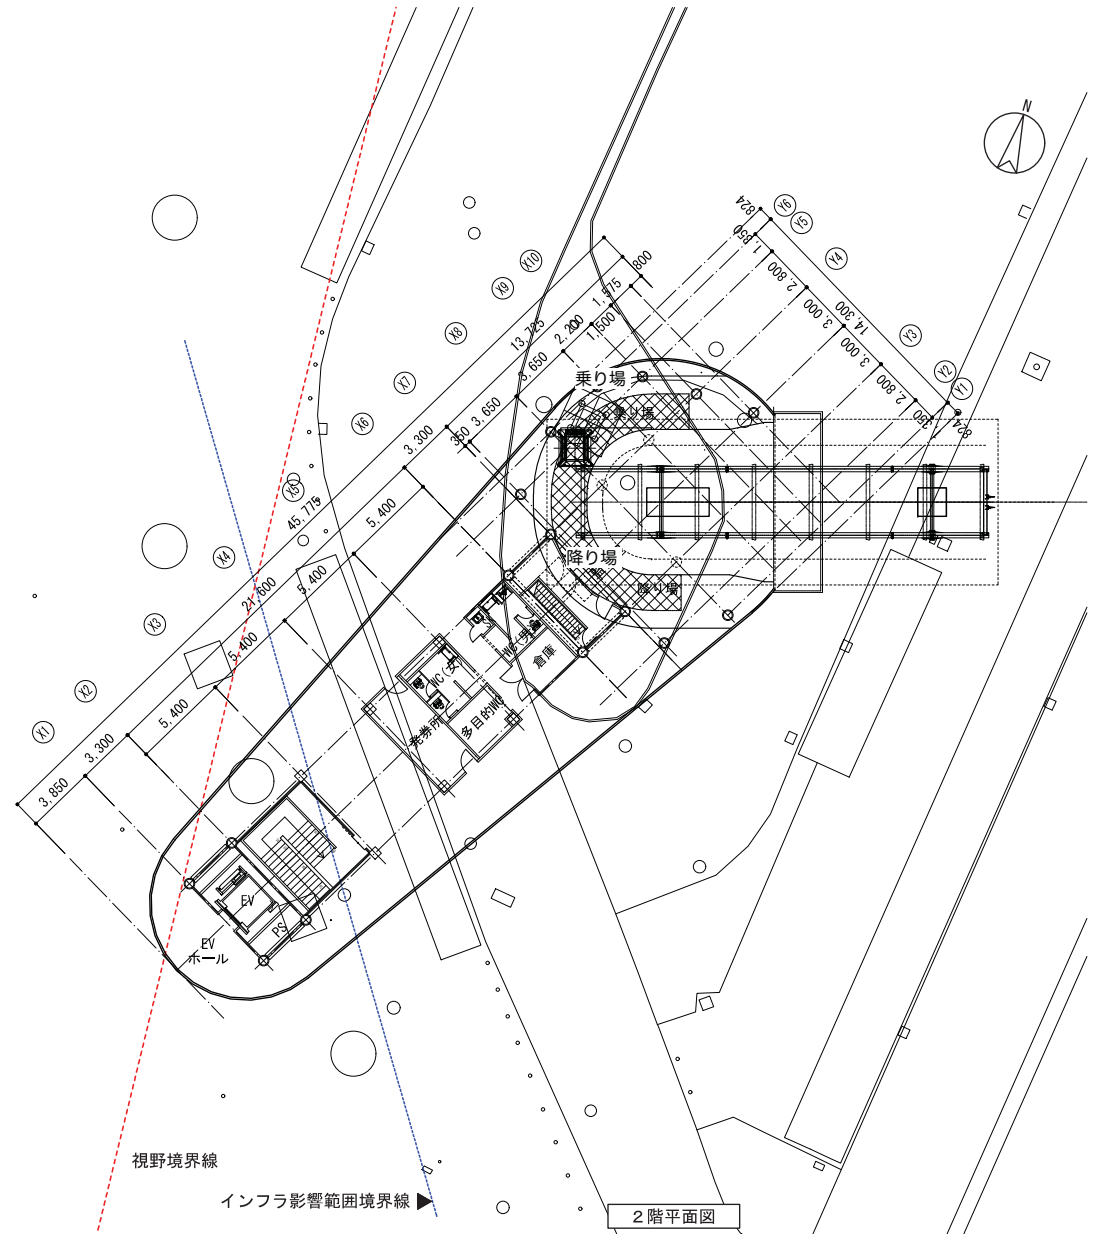 N
Y6
Y5
Y4
Y3
Y2
Y1
824
1,850
2,800
3,000
14,300
3,000
2,800
350
824
X10
X9
X8
X7
X6
X5
X4
X3
X2
X1
800
1,575
13,725
2,200
1,500
3,650
3,650
350
3,300
45,775
5,400
5,400
21,600
5,400
5,400
3,300
3,850
乗り場
乗り場
降り場
降り場
WC(男)
倉庫
WC(女)
多目的WC
発券所
EV
PS
EV
ホール
視野境界線
インフラ影響範囲境界線
2階平面図